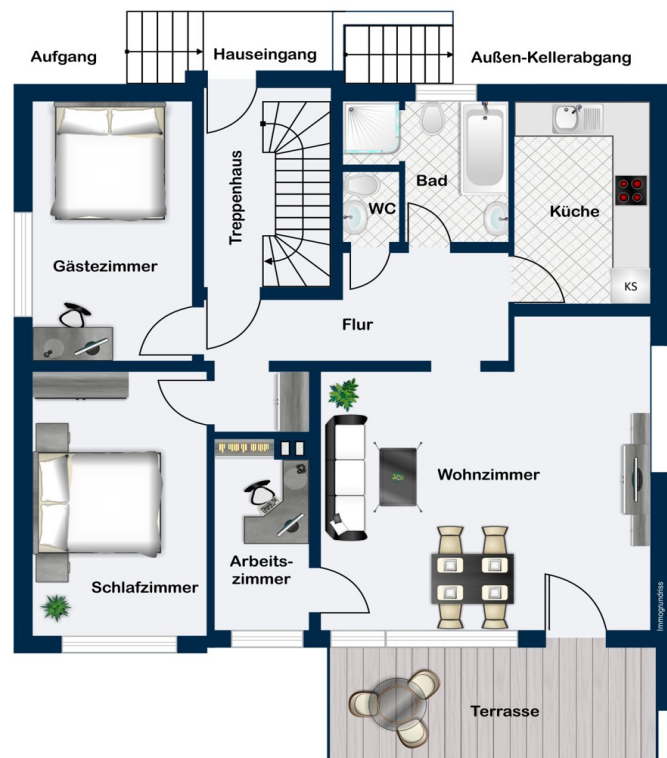 Aufgang
Hauseingang
Außen-Kellerabgang
Treppenhaus
Bad
WC
Küche
Gästezimmer
KS
Flur
Wohnzimmer
Arbeits-
zimmer
Schlafzimmer
Immogrundriss
Terrasse